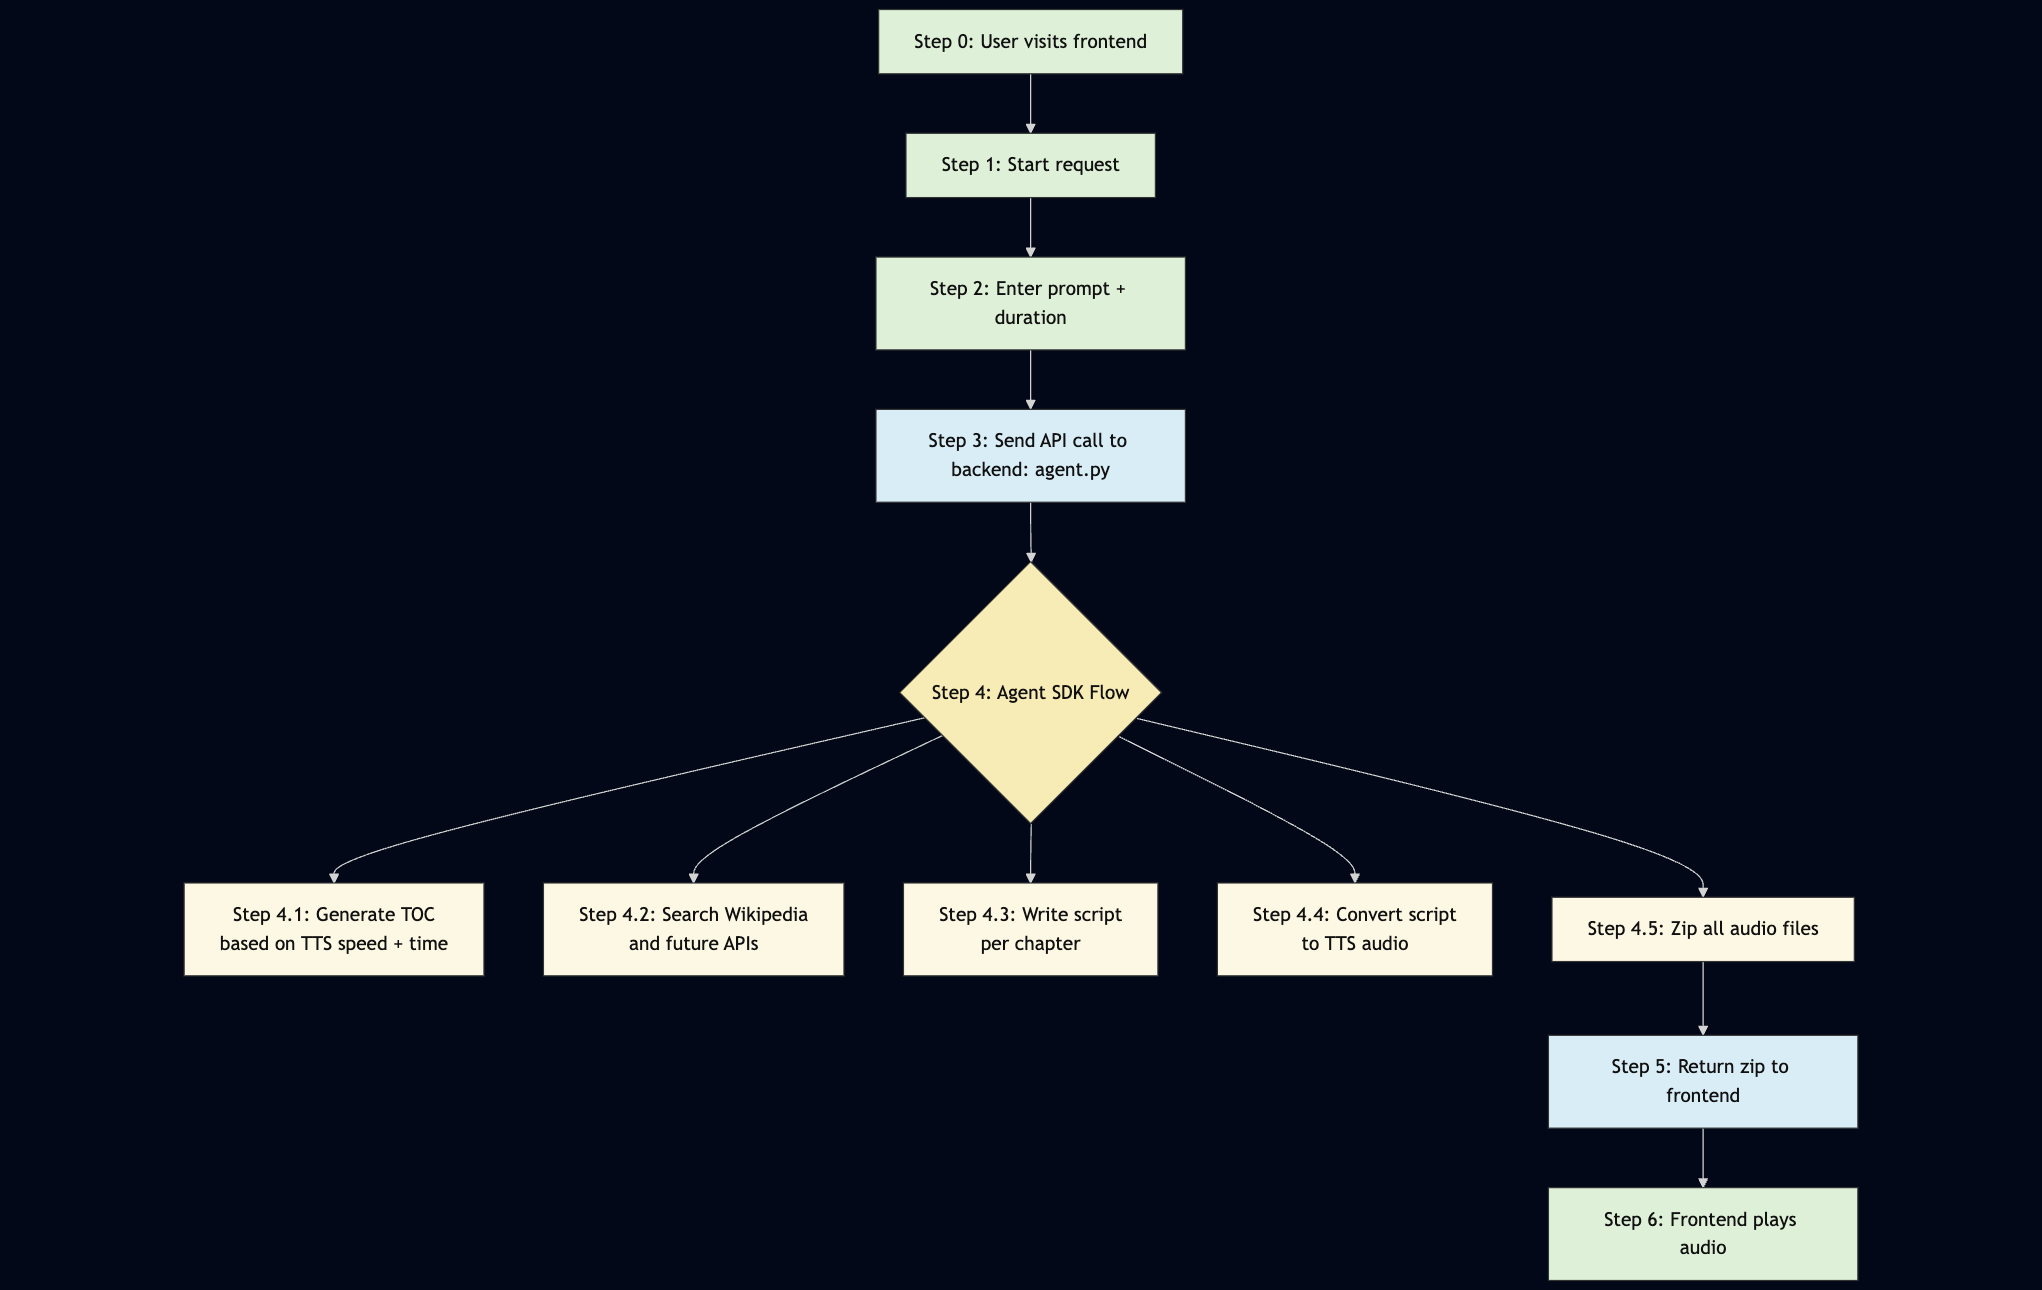 Step 0: User visits frontend
Step 1: Start request
Step 2: Enter prompt +
duration
Step 3: Send API call to
backend: agent.py
Step 4: Agent SDK Flow
Step 4.1: Generate TOC
based on TTS speed + time
Step 4.2: Search Wikipedia
and future APIs
Step 4.3: Write script
per chapter
Step 4.4: Convert script
to TTS audio
Step 4.5: Zip all audio files
Step 5: Return zip to
frontend
Step 6: Frontend plays
audio